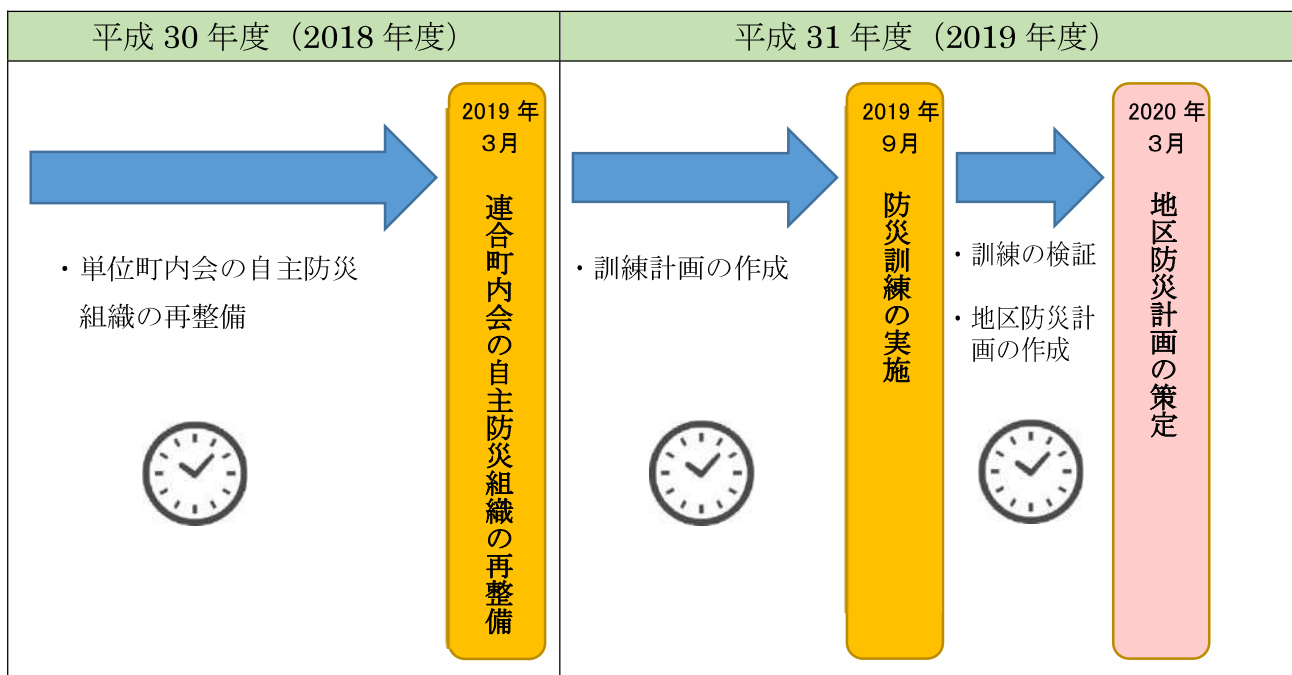 平成 30 年度（2018 年度）
平成 31 年度（2019 年度）
・単位町内会の自主防災
組織の再整備
2019 年
３月
連合町内会の自主防災組織の再整備
・訓練計画の作成
2019 年
９月
防災訓練の実施
・訓練の検証
・地区防災計
画の作成
2020 年
３月
地区防災計画の策定